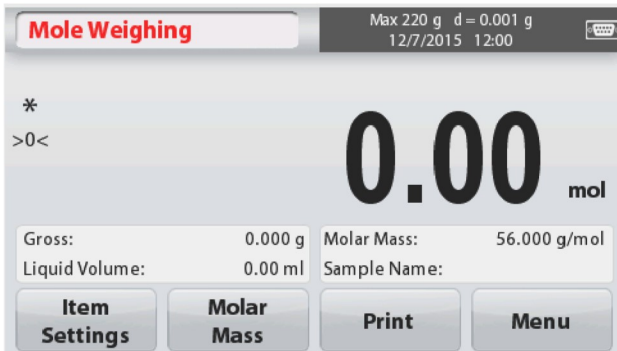 Mole Weighing
Max 220 g d = 0.001 g
12/7/2015 12:00
*
>0<
0.00 mol
Gross: 0.000 g
Liquid Volume: 0.00 ml
Molar Mass: 56.000 g/mol
Sample Name:
Item
Settings
Molar
Mass
Print
Menu